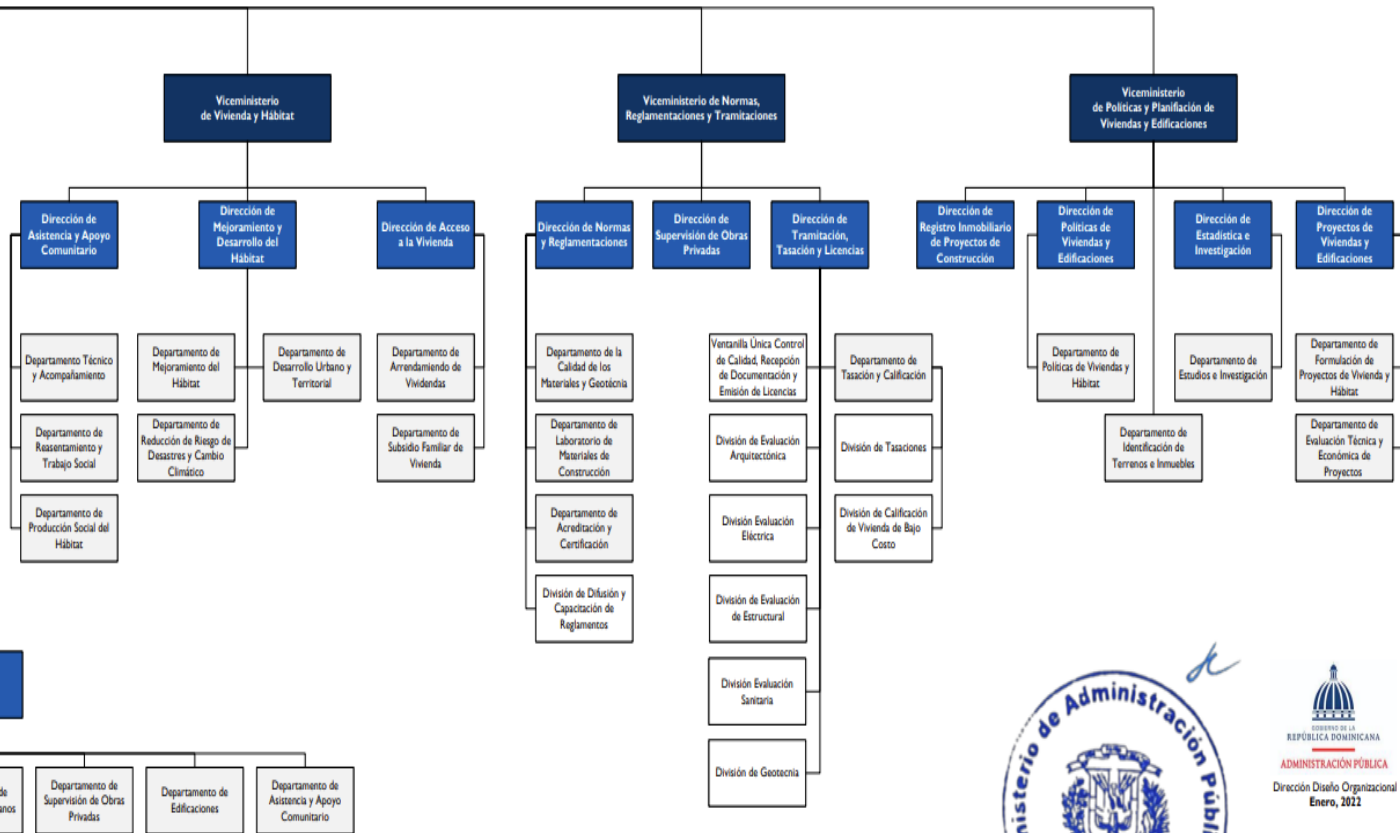 Viceministerio
de Vivienda y Hábitat
Viceministerio de Normas,
Reglamentaciones y Tramitaciones
Viceministerio
de Políticas y Planifiación de
Viviendas y Edificaciones
Dirección de
Asistencia y Apoyo
Comunitario
Dirección de
Mejoramiento y
Desarrollo del
Hábitat
Dirección de Acceso
a la Vivienda
Dirección de Normas
y Reglamentaciones
Dirección de
Supervisión de Obras
Privadas
Dirección de
Tramitación,
Tasación y Licencias
Dirección de
Registro Inmobiliario
de Proyectos de
Construcción
Dirección de
Políticas de
Viviendas y
Edificaciones
Dirección de
Estadística e
Investigación
Dirección de
Proyectos de
Viviendas y
Edificaciones
Departamento Técnico
y Acompañamiento
Departamento de
Mejoramiento del
Hábitat
Departamento de
Desarrollo Urbano y
Territorial
Departamento de
Arrendamiendo de
Vividendas
Departamento de la
Calidad de los
Materiales y Geotécnia
Ventanilla Única Control
de Calidad, Recepción
de Documentación y
Emisión de Licencias
Departamento de
Tasación y Calificación
Departamento de
Políticas de Viviendas y
Hábitat
Departamento de
Estudios e Investigación
Departamento de
Formulación de
Proyectos de Vivienda y
Hábitat
Departamento de
Reasentamiento y
Trabajo Social
Departamento de
Reducción de Riesgo de
Desastres y Cambio
Climático
Departamento de
Subsidio Familiar de
Vivienda
Departamento de
Laboratorio de
Materiales de
Construcción
División de Evaluación
Arquitectónica
División de Tasaciones
Departamento de
Identificación de
Terrenos e Inmuebles
Departamento de
Evaluación Técnica y
Económica de
Proyectos
Departamento de
Producción Social del
Hábitat
Departamento de
Acreditación y
Certificación
División Evaluación
Eléctrica
División de Calificación
de Vivienda de Bajo
Costo
División de Difusión y
Capacitación de
Reglamentos
División de Evaluación
de Estructural
División Evaluación
Sanitaria
División de Geotecnia
de
anos
Departamento de
Supervisión de Obras
Privadas
Departamento de
Edificaciones
Departamento de
Asistencia y Apoyo
Comunitario
nisterio de Administración Públ
GOBIERNO DE LA
REPÚBLICA DOMINICANA
ADMINISTRACIÓN PÚBLICA
Dirección Diseño Organizacional
Enero, 2022